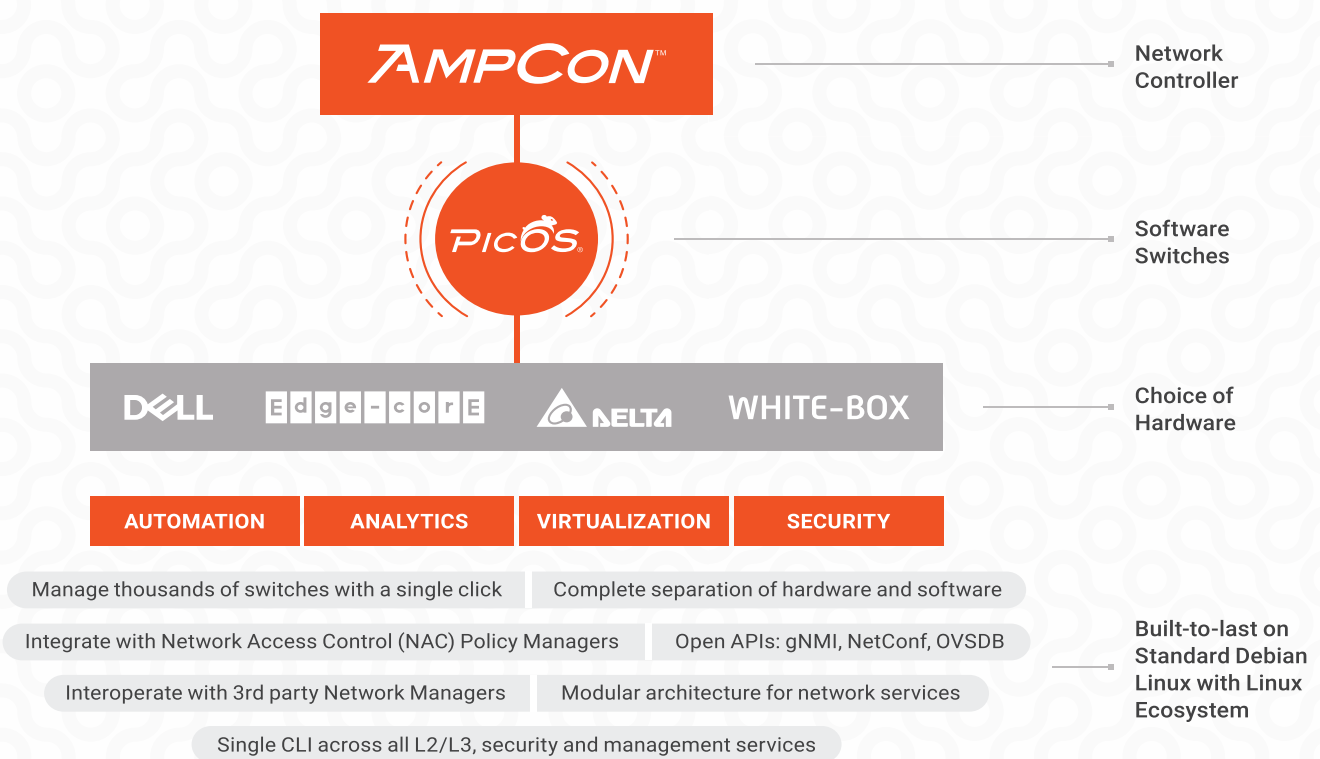 AMPCON™
Network
Controller
PICOS®
Software
Switches
DELL
Edge-corE
DELTA
WHITE-BOX
Choice of
Hardware
AUTOMATION
ANALYTICS
VIRTUALIZATION
SECURITY
Manage thousands of switches with a single click
Complete separation of hardware and software
Integrate with Network Access Control (NAC) Policy Managers
Open APIs: gNMI, NetConf, OVSDB
Interoperate with 3rd party Network Managers
Modular architecture for network services
Single CLI across all L2/L3, security and management services
Built-to-last on
Standard Debian
Linux with Linux
Ecosystem